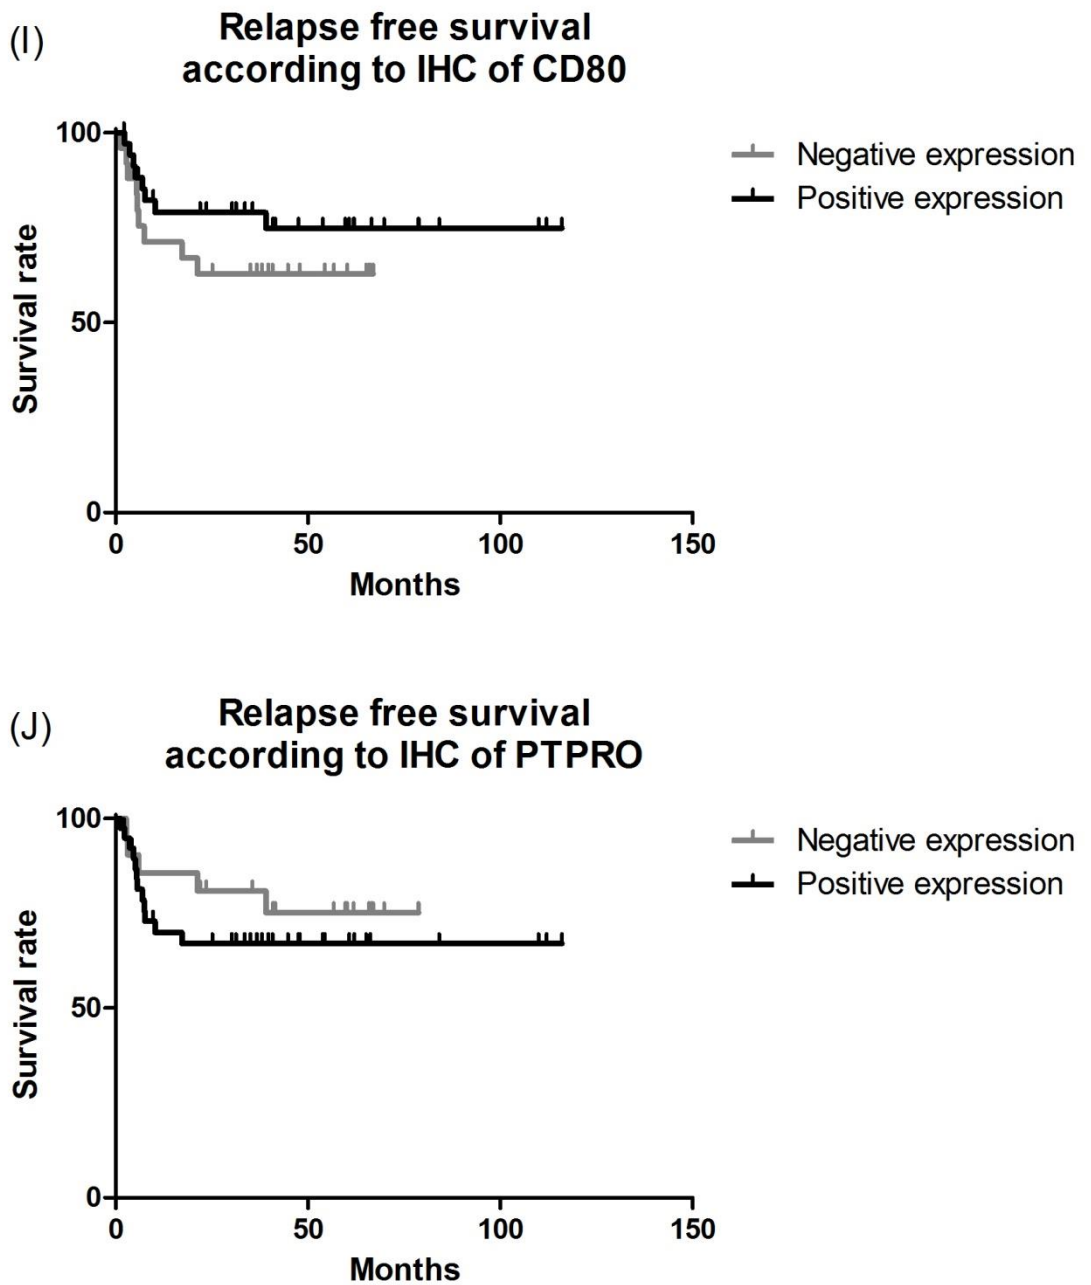 (I)
Relapse free survival
according to IHC of CD80
100
50
0
Survival rate
0 50 100 150
Months
Negative expression
Positive expression
(J)
Relapse free survival
according to IHC of PTPRO
100
50
0
Survival rate
0 50 100 150
Months
Negative expression
Positive expression